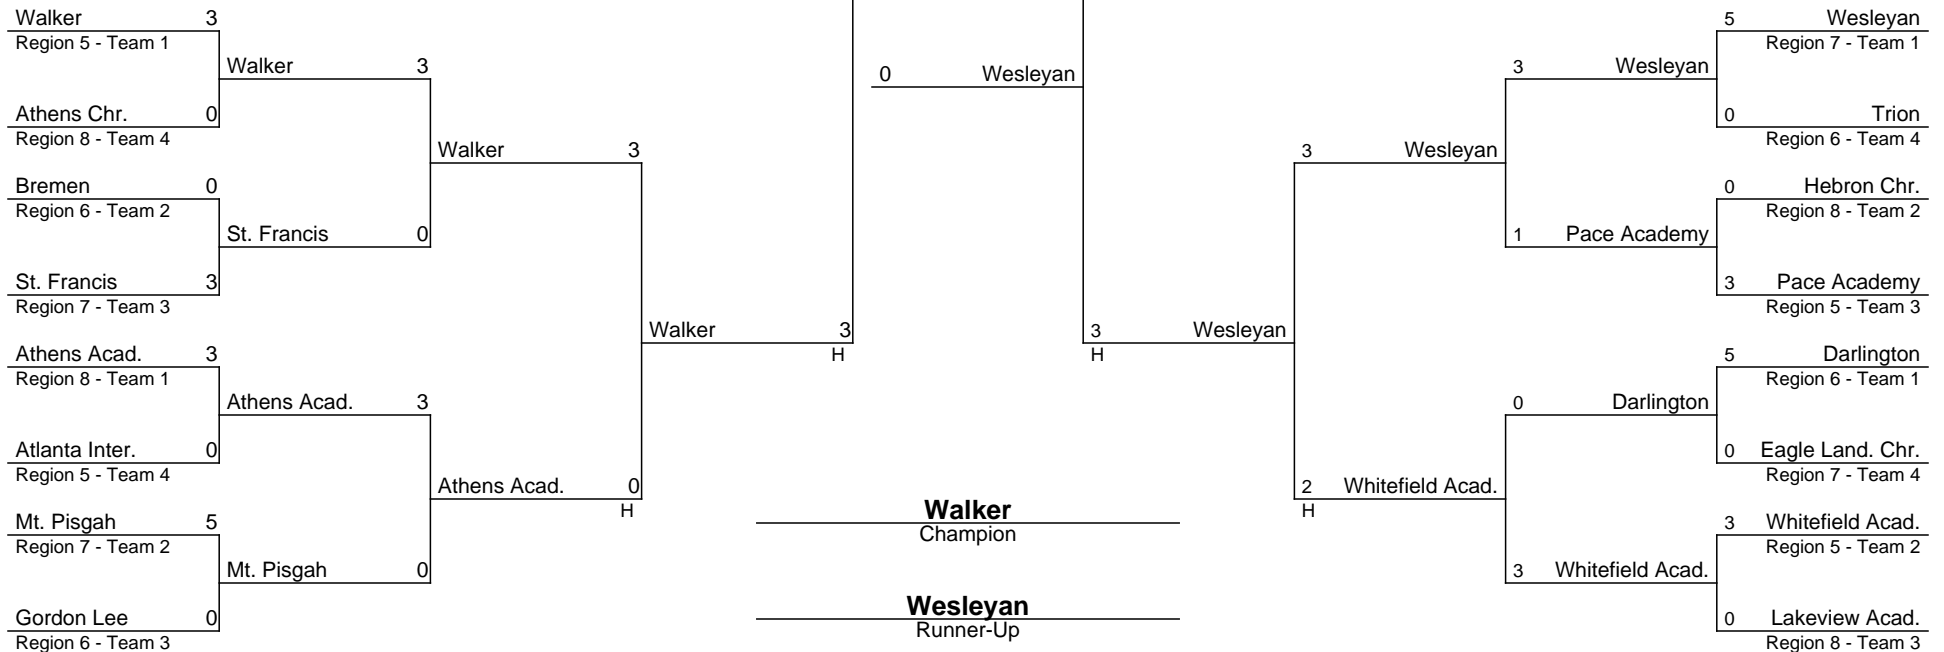 Walker 3
Region 5 - Team 1
Athens Chr. 0
Region 8 - Team 4
Bremen 0
Region 6 - Team 2
St. Francis 3
Region 7 - Team 3
Athens Acad. 3
Region 8 - Team 1
Atlanta Inter. 0
Region 5 - Team 4
Mt. Pisgah 5
Region 7 - Team 2
Gordon Lee 0
Region 6 - Team 3
Walker 3
St. Francis 0
Athens Acad. 3
Mt. Pisgah 0
Walker 3
Athens Acad. 0
H
Walker 3
H
0 Wesleyan
Walker
Champion
Wesleyan
Runner-Up
3 Wesleyan
H
3 Wesleyan
2 Whitefield Acad.
H
3 Wesleyan
1 Pace Academy
0 Darlington
3 Whitefield Acad.
5 Wesleyan
Region 7 - Team 1
0 Trion
Region 6 - Team 4
0 Hebron Chr.
Region 8 - Team 2
3 Pace Academy
Region 5 - Team 3
5 Darlington
Region 6 - Team 1
0 Eagle Land. Chr.
Region 7 - Team 4
3 Whitefield Acad.
Region 5 - Team 2
0 Lakeview Acad.
Region 8 - Team 3